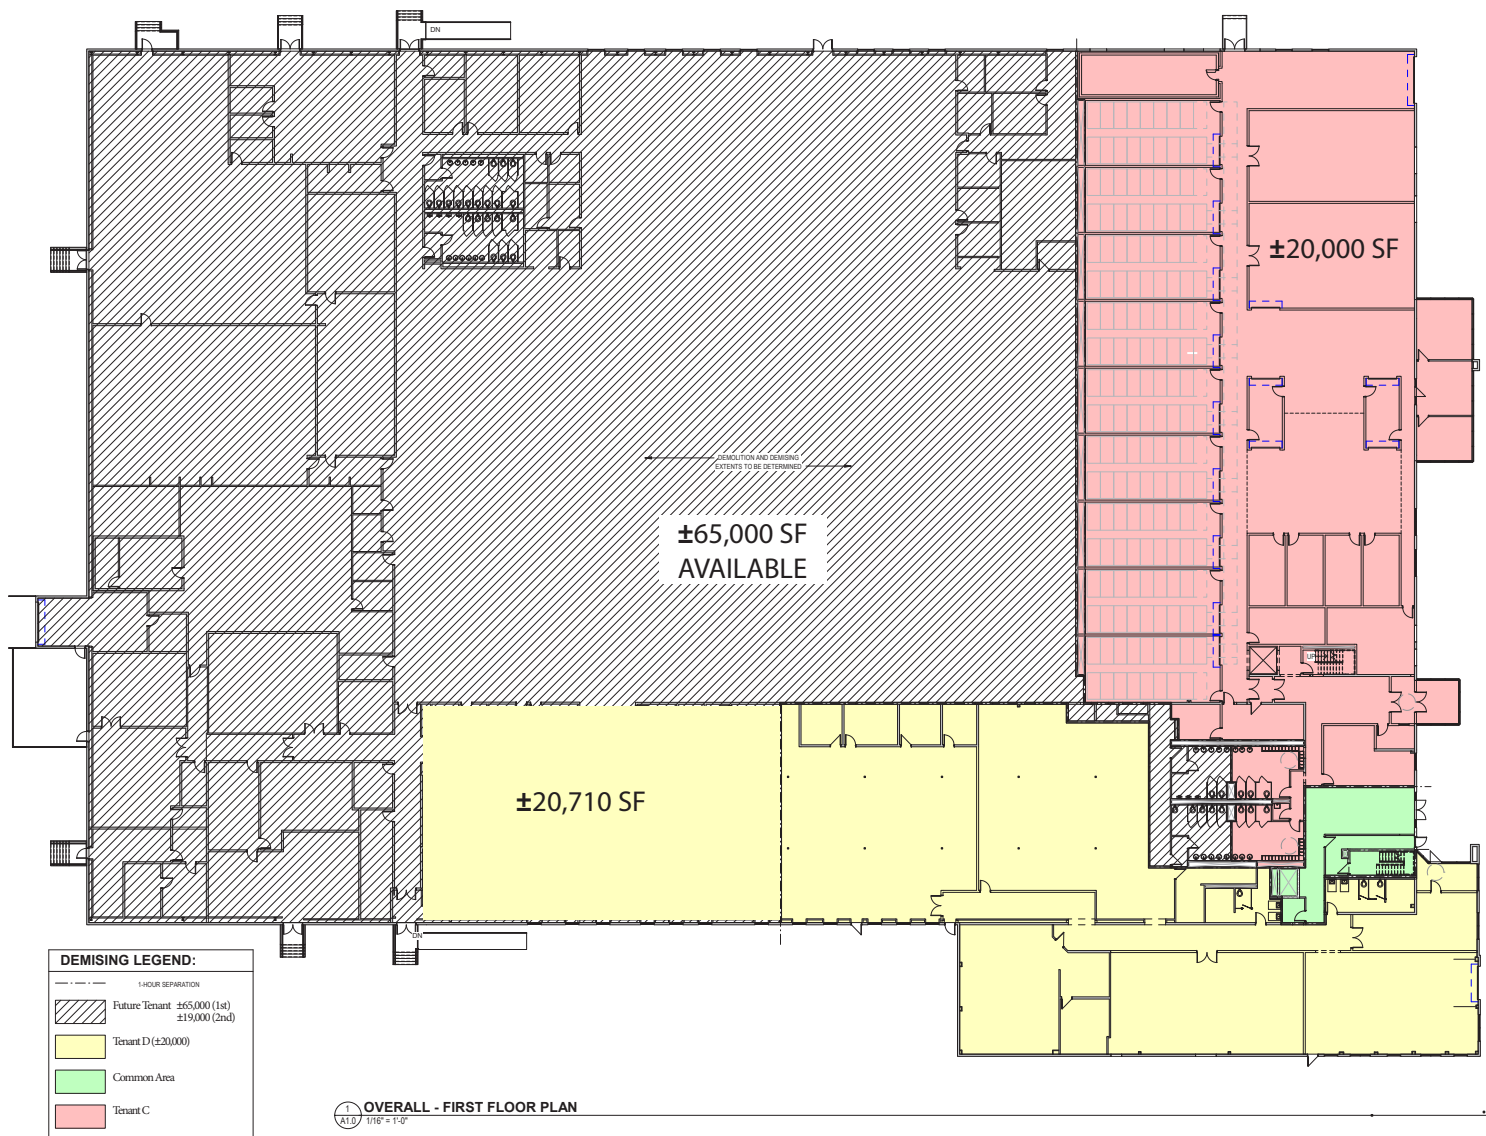 DN
±20,000 SF
DEMOLITION AND DEMISING
EXTENTS TO BE DETERMINED
±65,000 SF
AVAILABLE
UP
±20,710 SF
DN
DEMISING LEGEND:
1-HOUR SEPARATION
Future Tenant ±65,000 (1st)
±19,000 (2nd)
Tenant D (±20,000)
Common Area
Tenant C
1
A1.0
OVERALL - FIRST FLOOR PLAN
1/16" = 1'-0"